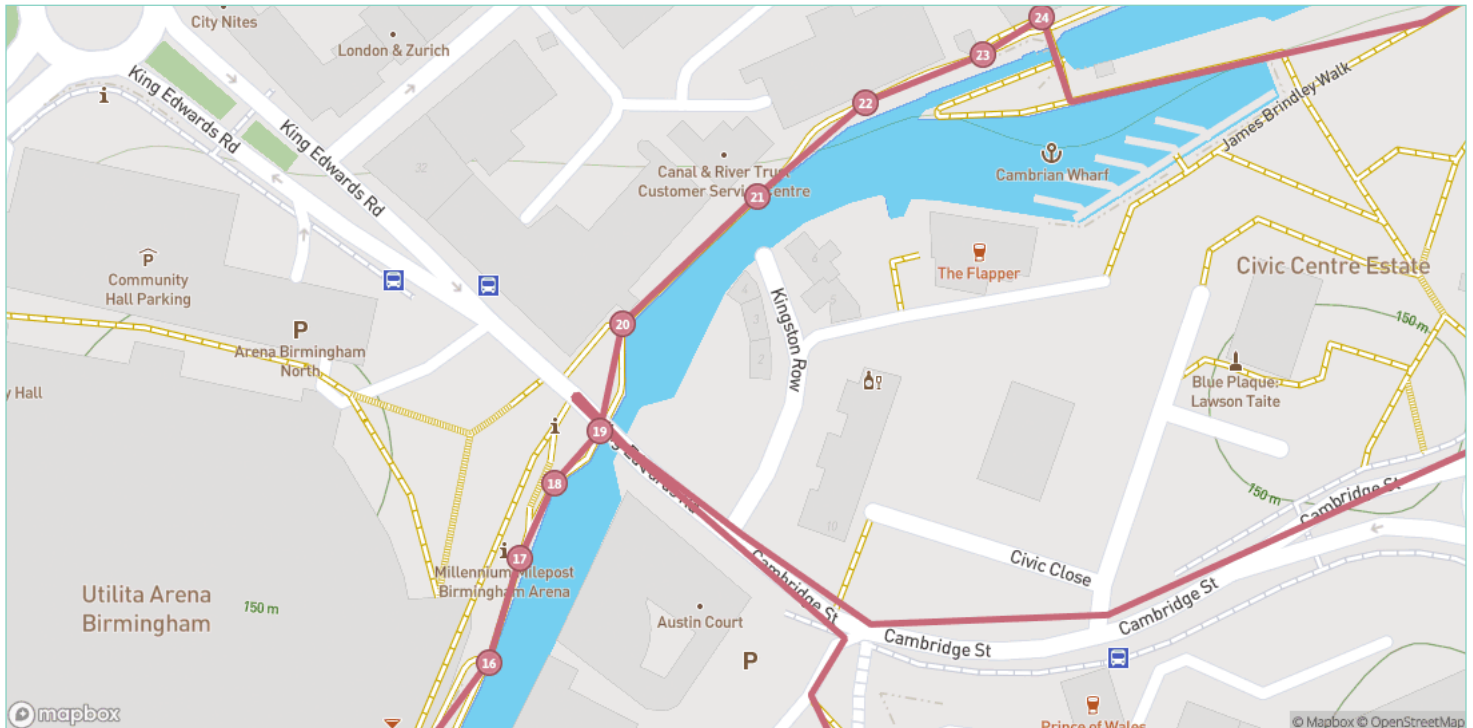 City Nites
London & Zurich
24
23
22
King Edwards Rd
King Edwards Rd
32
Canal & River Trust
Customer Service Centre
21
James Brindley Walk
Cambrian Wharf
The Flapper
Civic Centre Estate
P
Community
Hall Parking
6
4
5
3
2
Kingston Row
20
P
Arena Birmingham
North
150 m
y Hall
Blue Plaque:
Lawson Taite
19
18
10
150 m
Cambridge St
17
Millennium Milepost
Birmingham Arena
Civic Close
Cambridge St
Utilita Arena
Birmingham
150 m
Austin Court
Cambridge St
Cambridge St
P
16
Prince of Wales
mapbox
© Mapbox © OpenStreetMap